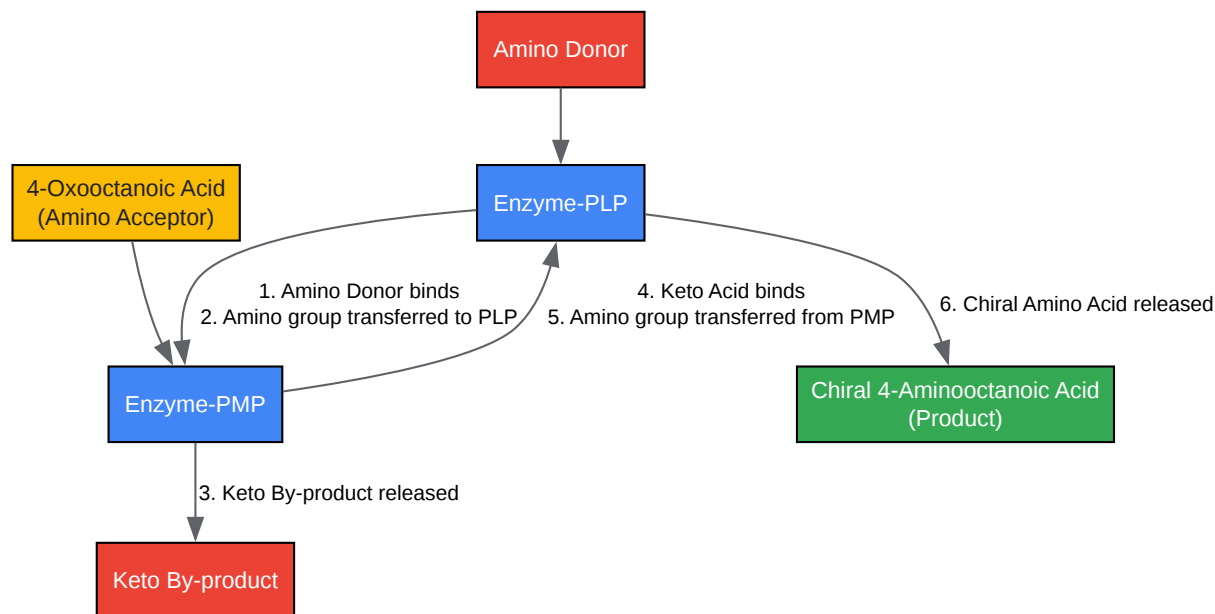 Amino Donor
4-Oxooctanoic Acid
(Amino Acceptor)
Enzyme-PLP
1. Amino Donor binds
2. Amino group transferred to PLP
4. Keto Acid binds
5. Amino group transferred from PMP
6. Chiral Amino Acid released
Enzyme-PMP
Chiral 4-Aminooctanoic Acid
(Product)
3. Keto By-product released
Keto By-product